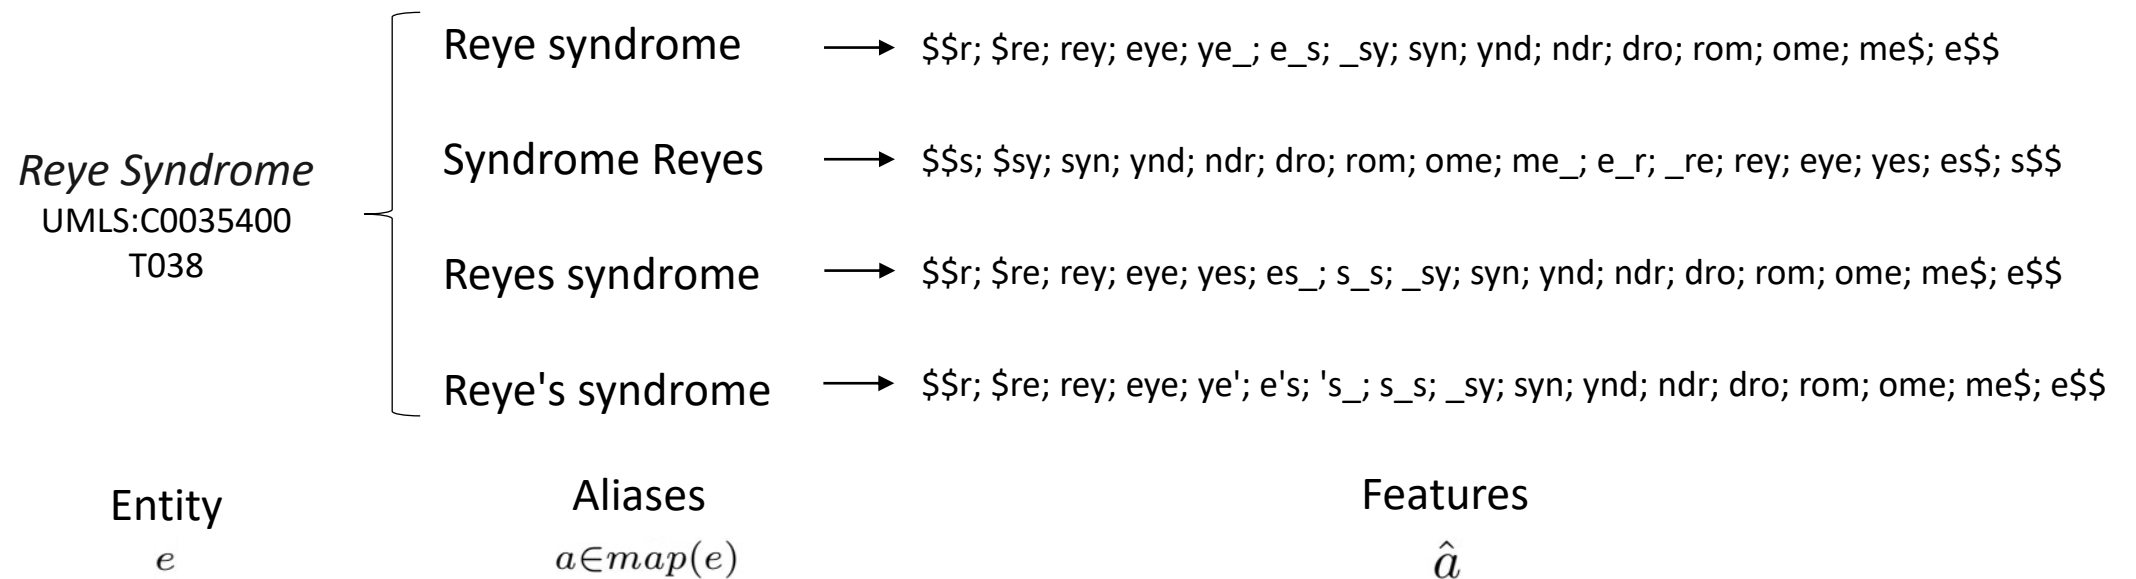 Reye Syndrome
UMLS:C0035400
T038
Reye syndrome → $$r; $re; rey; eye; ye_; e_s; _sy; syn; ynd; ndr; dro; rom; ome; me$; e$$
Syndrome Reyes → $$s; $sy; syn; ynd; ndr; dro; rom; ome; me_; e_r; _re; rey; eye; yes; es$; s$$
Reyes syndrome → $$r; $re; rey; eye; yes; es_; s_s; _sy; syn; ynd; ndr; dro; rom; ome; me$; e$$
Reye's syndrome → $$r; $re; rey; eye; ye'; e's; 's_; s_s; _sy; syn; ynd; ndr; dro; rom; ome; me$; e$$
Entity Aliases Features
e a∈map(e) â